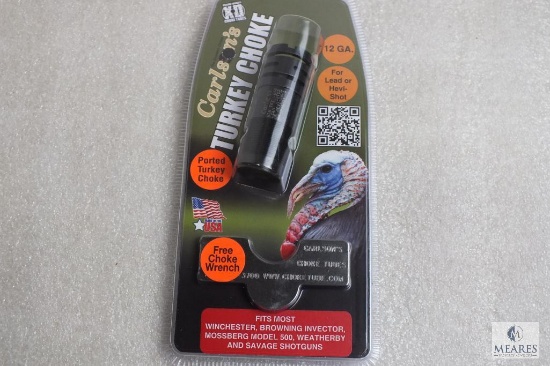 XD
Carlson's
TURKEY CHOKE
12 GA.
For
Lead or
Hevi-
Shot
Ported
Turkey
Choke
USA
Free
Choke
Wrench
CARLSON'S
CHOKE TUBES
WWW.CHOKETUBE.COM
FITS MOST
WINCHESTER, BROWNING INVECTOR,
MOSSBERG MODEL 500, WEATHERBY
AND SAVAGE SHOTGUNS
M
MEARES